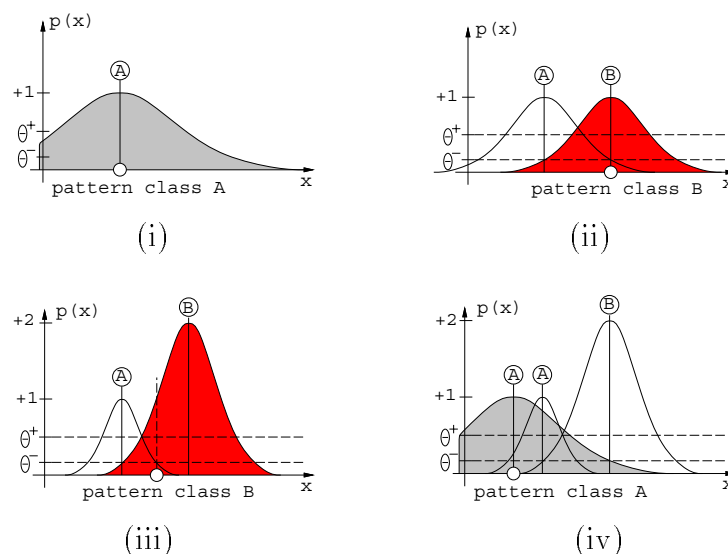 p(x)
A
+1
θ+
θ-
pattern class A
x
(i)
p(x)
A
B
+1
θ+
θ-
pattern class B
x
(ii)
p(x)
B
+2
A
+1
θ+
θ-
pattern class B
x
(iii)
p(x)
B
+2
A
A
+1
θ+
θ-
pattern class A
x
(iv)